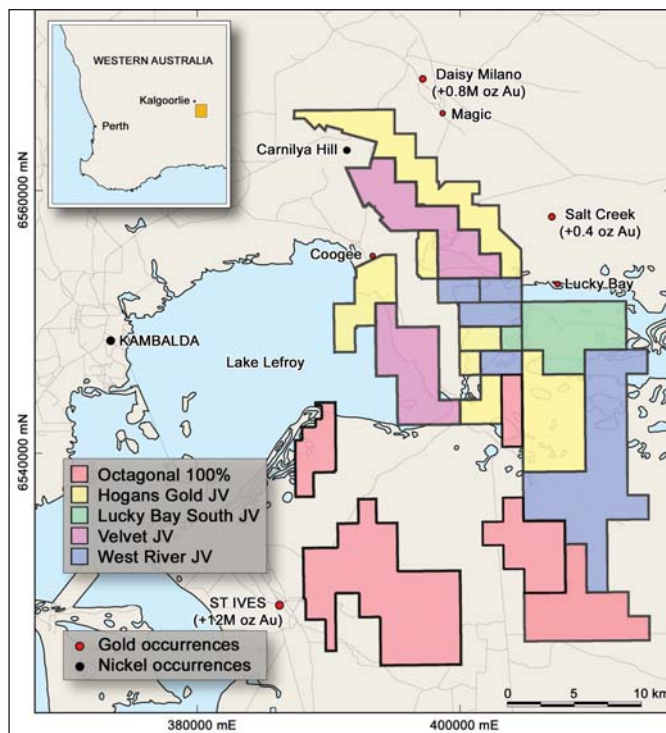 WESTERN AUSTRALIA
Kalgoorlie
Perth
Daisy Milano
(+0.8M oz Au)
Magic
Carnilya Hill
6560000 mN
Salt Creek
(+0.4 oz Au)
Coogee
Lucky Bay
KAMBALDA
Lake Lefroy
6540000 mN
Octagonal 100%
Hogans Gold JV
Lucky Bay South JV
Velvet JV
West River JV
ST IVES
(+12M oz Au)
Gold occurrences
Nickel occurrences
0 5 10 km
380000 mE
400000 mE